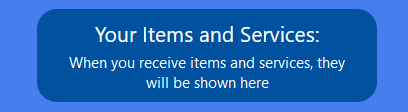 Your Items and Services:
When you receive items and services, they
will be shown here